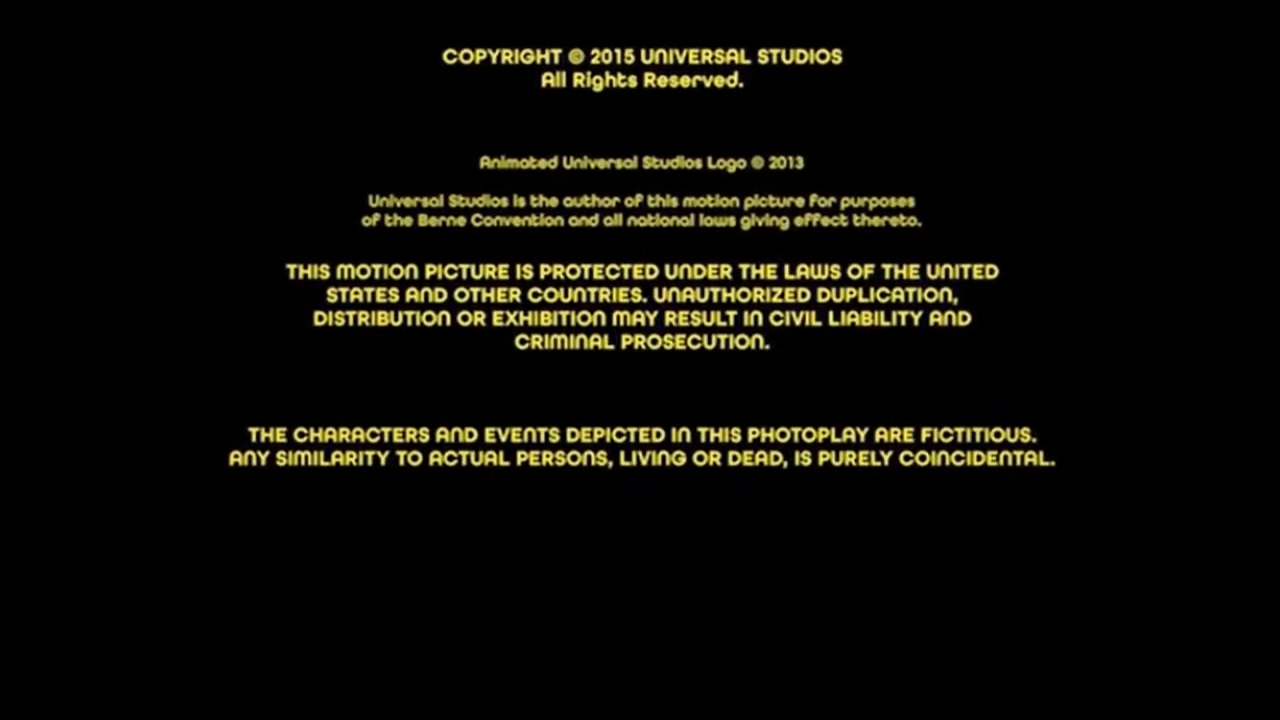 COPYRIGHT © 2015 UNIVERSAL STUDIOS
All Rights Reserved.
Animated Universal Studios Logo © 2013
Universal Studios is the author of this motion picture for purposes
of the Berne Convention and all national laws giving effect thereto.
THIS MOTION PICTURE IS PROTECTED UNDER THE LAWS OF THE UNITED
STATES AND OTHER COUNTRIES. UNAUTHORIZED DUPLICATION,
DISTRIBUTION OR EXHIBITION MAY RESULT IN CIVIL LIABILITY AND
CRIMINAL PROSECUTION.
THE CHARACTERS AND EVENTS DEPICTED IN THIS PHOTOPLAY ARE FICTITIOUS.
ANY SIMILARITY TO ACTUAL PERSONS, LIVING OR DEAD, IS PURELY COINCIDENTAL.